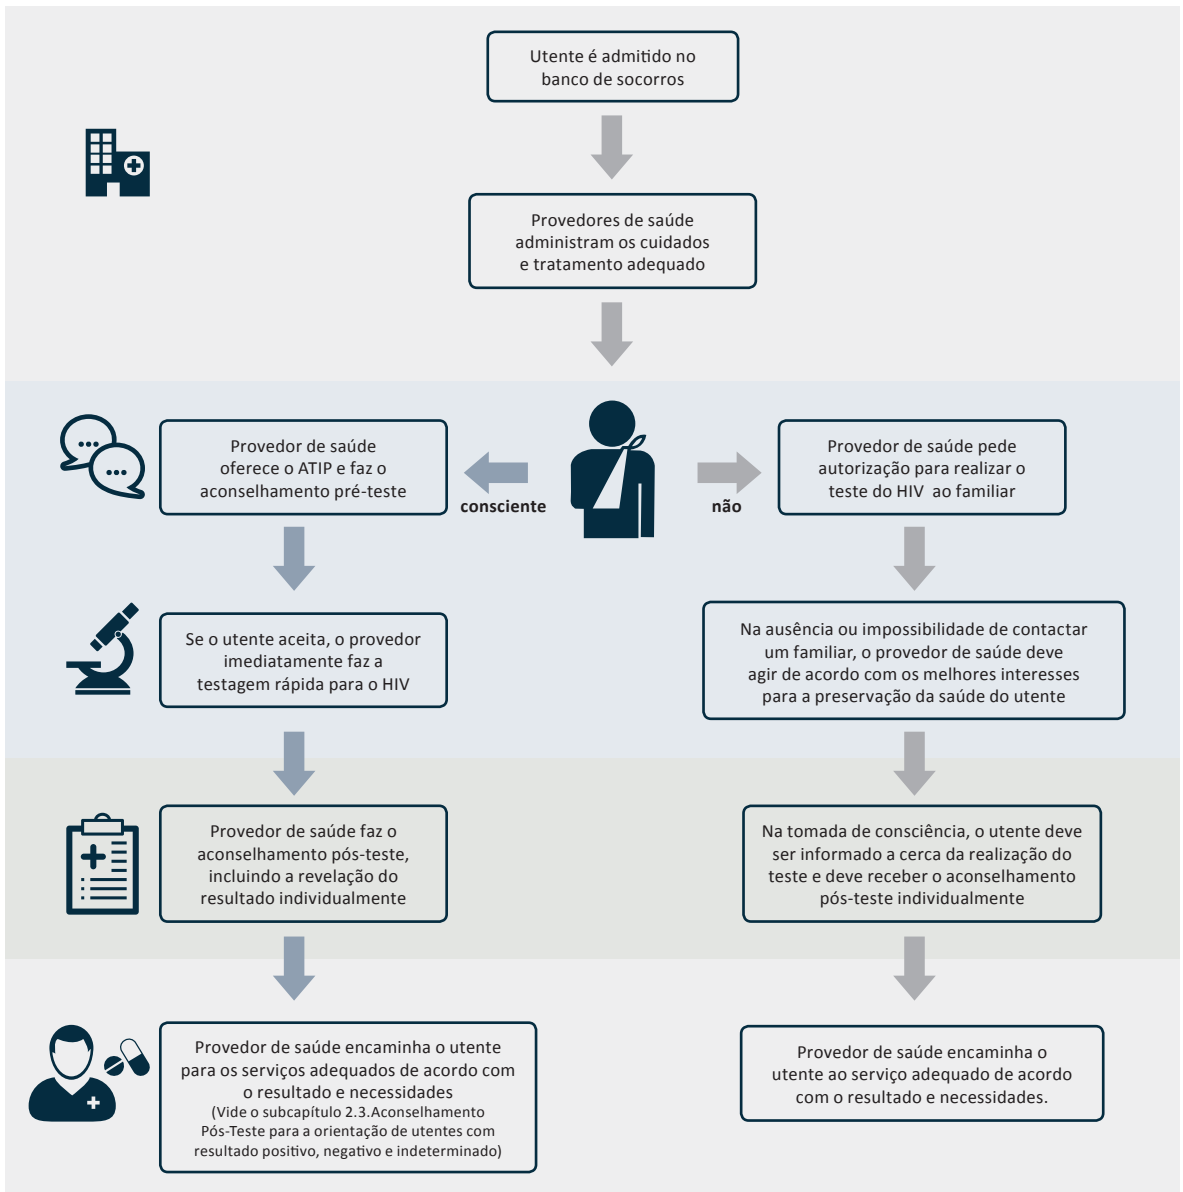 Utente é admitido no
banco de socorros
Provedores de saúde
administram os cuidados
e tratamento adequado
Provedor de saúde
oferece o ATIP e faz o
aconselhamento pré-teste
consciente
não
Provedor de saúde pede
autorização para realizar o
teste do HIV ao familiar
Se o utente aceita, o provedor
imediatamente faz a
testagem rápida para o HIV
Na ausência ou impossibilidade de contactar
um familiar, o provedor de saúde deve
agir de acordo com os melhores interesses
para a preservação da saúde do utente
Provedor de saúde faz o
aconselhamento pós-teste,
incluindo a revelação do
resultado individualmente
Na tomada de consciência, o utente deve
ser informado a cerca da realização do
teste e deve receber o aconselhamento
pós-teste individualmente
Provedor de saúde encaminha o utente
para os serviços adequados de acordo com
o resultado e necessidades
(Vide o subcapítulo 2.3.Aconselhamento
Pós-Teste para a orientação de utentes com
resultado positivo, negativo e indeterminado)
Provedor de saúde encaminha o
utente ao serviço adequado de acordo
com o resultado e necessidades.